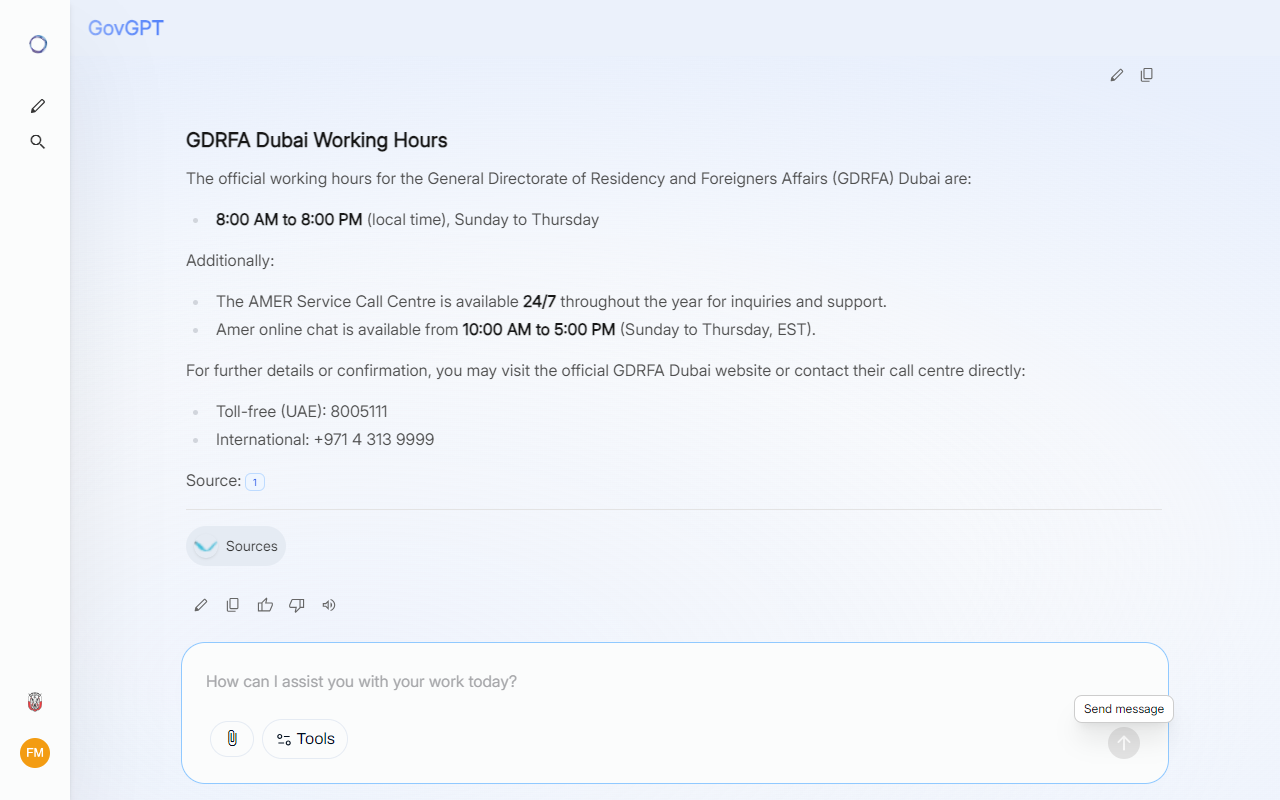 GovGPT
GDRFA Dubai Working Hours
The official working hours for the General Directorate of Residency and Foreigners Affairs (GDRFA) Dubai are:
8:00 AM to 8:00 PM (local time), Sunday to Thursday
Additionally:
The AMER Service Call Centre is available 24/7 throughout the year for inquiries and support.
Amer online chat is available from 10:00 AM to 5:00 PM (Sunday to Thursday, EST).
For further details or confirmation, you may visit the official GDRFA Dubai website or contact their call centre directly:
Toll-free (UAE): 8005111
International: +971 4 313 9999
Source: 1
Sources
How can I assist you with your work today?
Send message
Tools
FM